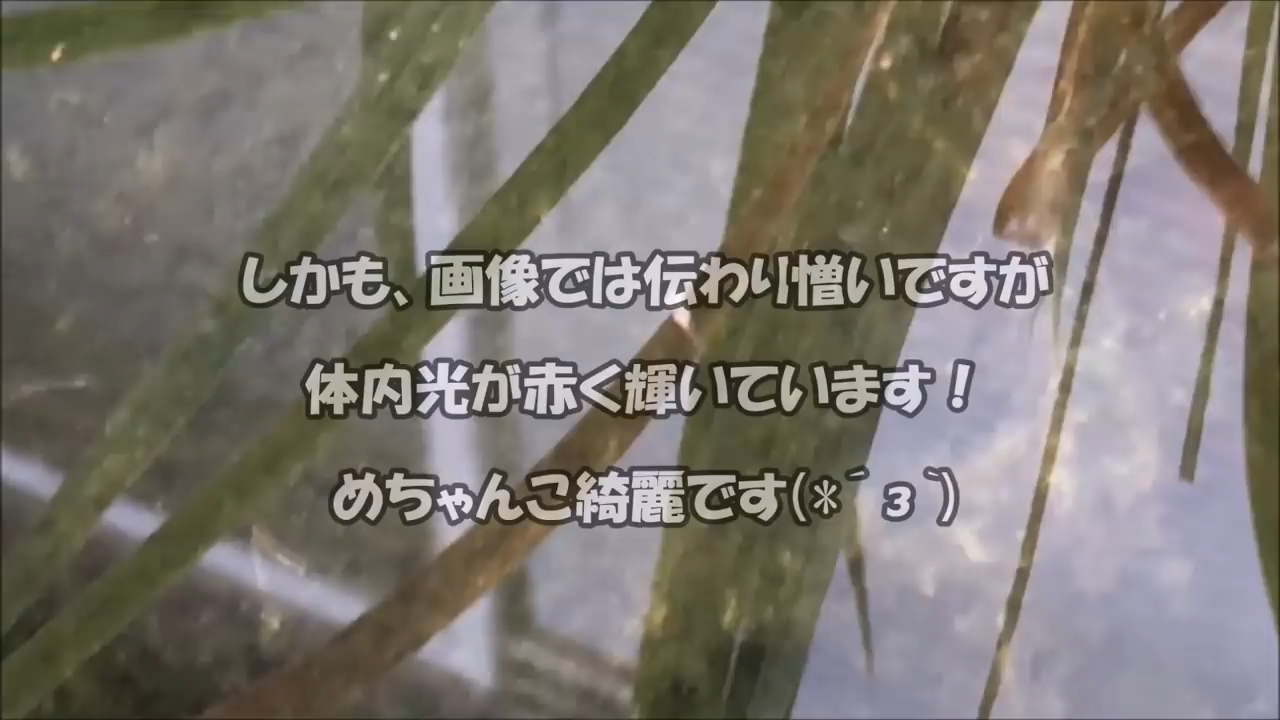 しかも、画像では伝わり憎いですが
体内光が赤く輝いています！
めちゃんこ綺麗です(*´з`)